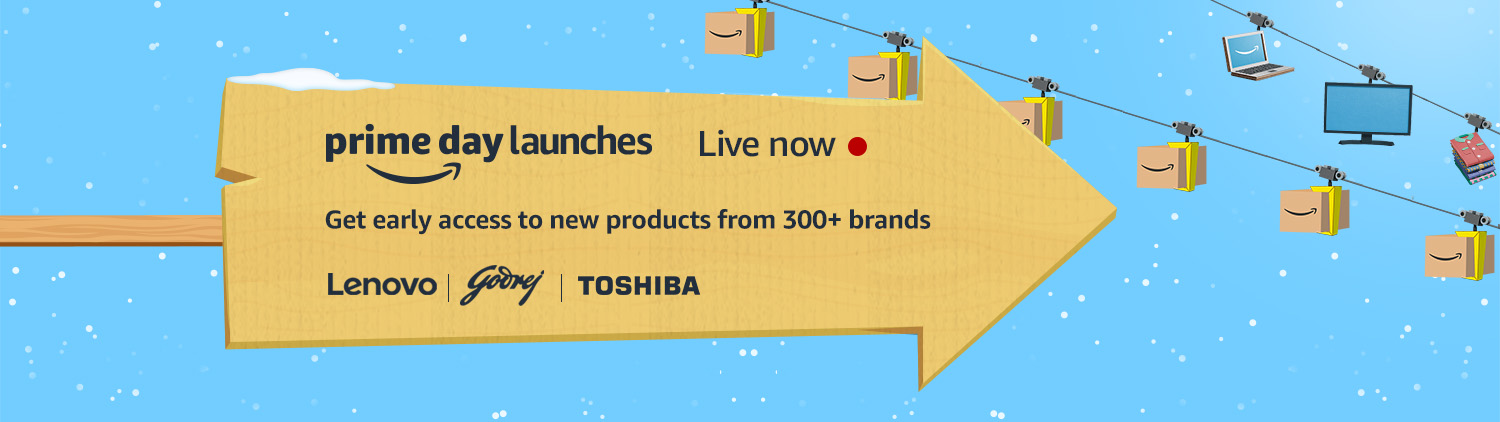 prime day launches Live now
Get early access to new products from 300+ brands
Lenovo | Godrej | TOSHIBA